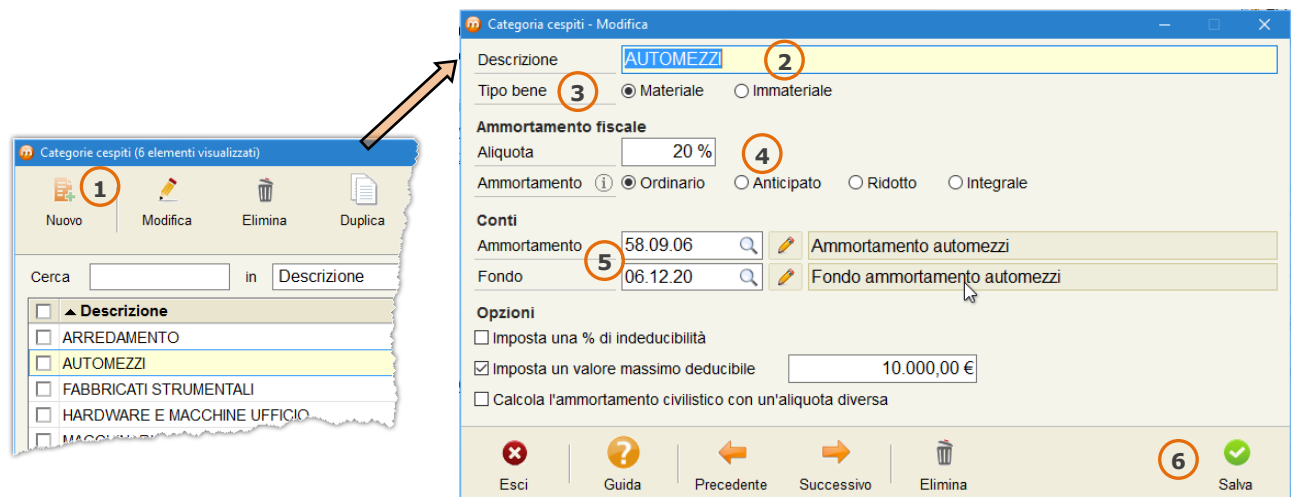 Categorie cespiti (6 elementi visualizzati)
1
Nuovo Modifica Elimina Duplica
Cerca in Descrizione
Descrizione
ARREDAMENTO
AUTOMEZZI
FABBRICATI STRUMENTALI
HARDWARE E MACCHINE UFFICIO
Categoria cespiti - Modifica
Descrizione AUTOMEZZI 2
Tipo bene 3 Materiale Immateriale
Ammortamento fiscale
Aliquota 20 % 4
Ammortamento i Ordinario Anticipato Ridotto Integrale
Conti
Ammortamento 58.09.06 Ammortamento automezzi
5
Fondo 06.12.20 Fondo ammortamento automezzi
Opzioni
Imposta una % di indeducibilità
Imposta un valore massimo deducibile 10.000,00 €
Calcola l'ammortamento civilistico con un'aliquota diversa
6
Esci Guida Precedente Successivo Elimina Salva